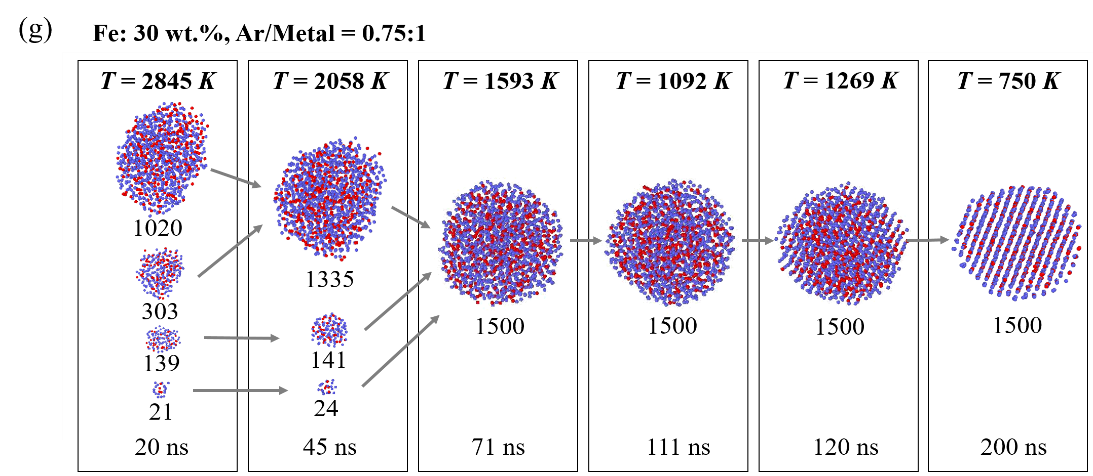 (g)
Fe: 30 wt.%, Ar/Metal = 0.75:1
T = 2845 K
1020
303
139
21
20 ns
T = 2058 K
1335
141
24
45 ns
T = 1593 K
1500
71 ns
T = 1092 K
1500
111 ns
T = 1269 K
1500
120 ns
T = 750 K
1500
200 ns